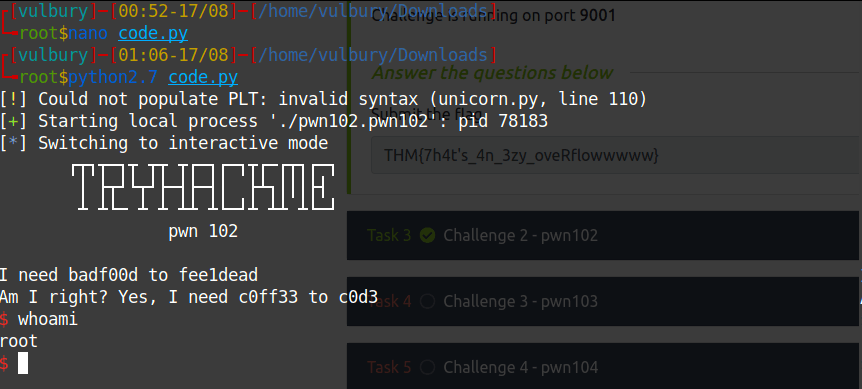 ┌[vulbury]─[00:52-17/08]─[/home/vulbury/Downloads]
└╼root$nano code.py
┌[vulbury]─[01:06-17/08]─[/home/vulbury/Downloads]
└╼root$python2.7 code.py
[!] Could not populate PLT: invalid syntax (unicorn.py, line 110)
[+] Starting local process './pwn102.pwn102': pid 78183
[*] Switching to interactive mode
TRYHACKME
pwn 102
I need badf00d to fee1dead
Am I right? Yes, I need c0ff33 to c0d3
$ whoami
root
$
Challenge is running on port 9001
Answer the questions below
Submit the flag
THM{7h4t's_4n_3zy_oveRflowwwww}
Task 3 Challenge 2 - pwn102
Task 4 Challenge 3 - pwn103
Task 5 Challenge 4 - pwn104